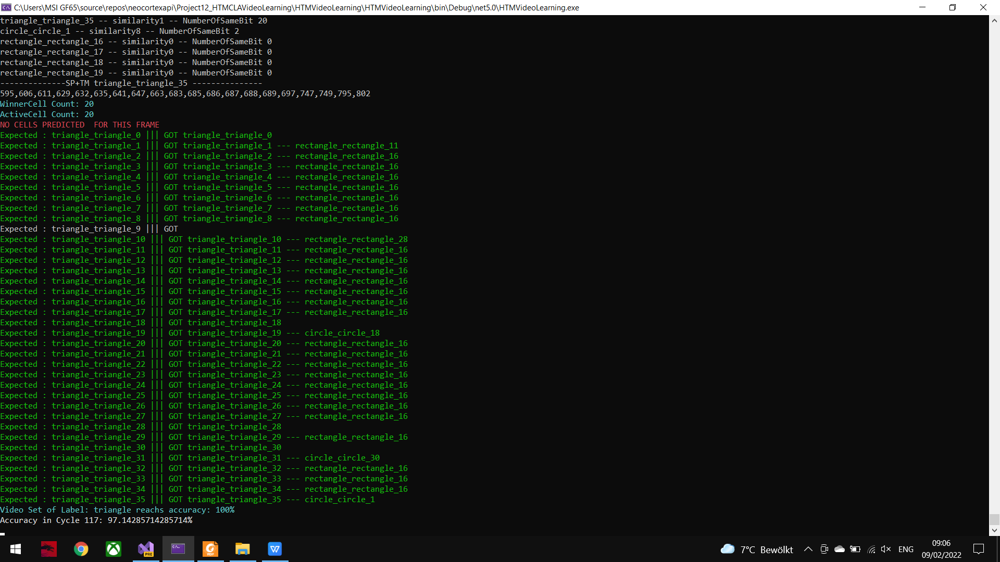 C:\Users\MSI GF65\source\repos\neocortexapi\Project12_HTMCLAVideoLearning\HTMVideoLearning\HTMVideoLearning\bin\Debug\net5.0\HTMVideoLearning.exe
triangle_triangle_35 -- similarity1 -- NumberOfSameBit 20
circle_circle_1 -- similarity8 -- NumberOfSameBit 2
rectangle_rectangle_16 -- similarity0 -- NumberOfSameBit 0
rectangle_rectangle_17 -- similarity0 -- NumberOfSameBit 0
rectangle_rectangle_18 -- similarity0 -- NumberOfSameBit 0
rectangle_rectangle_19 -- similarity0 -- NumberOfSameBit 0
--------------SP+TM triangle_triangle_35 ---------------
595,606,611,629,632,635,641,647,663,683,685,686,687,688,689,697,747,749,795,802
WinnerCell Count: 20
ActiveCell Count: 20
NO CELLS PREDICTED  FOR THIS FRAME
Expected : triangle_triangle_0 ||| GOT triangle_triangle_0
Expected : triangle_triangle_1 ||| GOT triangle_triangle_1 --- rectangle_rectangle_11
Expected : triangle_triangle_2 ||| GOT triangle_triangle_2 --- rectangle_rectangle_16
Expected : triangle_triangle_3 ||| GOT triangle_triangle_3 --- rectangle_rectangle_16
Expected : triangle_triangle_4 ||| GOT triangle_triangle_4 --- rectangle_rectangle_16
Expected : triangle_triangle_5 ||| GOT triangle_triangle_5 --- rectangle_rectangle_16
Expected : triangle_triangle_6 ||| GOT triangle_triangle_6 --- rectangle_rectangle_16
Expected : triangle_triangle_7 ||| GOT triangle_triangle_7 --- rectangle_rectangle_16
Expected : triangle_triangle_8 ||| GOT triangle_triangle_8 --- rectangle_rectangle_16
Expected : triangle_triangle_9 ||| GOT
Expected : triangle_triangle_10 ||| GOT triangle_triangle_10 --- rectangle_rectangle_28
Expected : triangle_triangle_11 ||| GOT triangle_triangle_11 --- rectangle_rectangle_16
Expected : triangle_triangle_12 ||| GOT triangle_triangle_12 --- rectangle_rectangle_16
Expected : triangle_triangle_13 ||| GOT triangle_triangle_13 --- rectangle_rectangle_16
Expected : triangle_triangle_14 ||| GOT triangle_triangle_14 --- rectangle_rectangle_16
Expected : triangle_triangle_15 ||| GOT triangle_triangle_15 --- rectangle_rectangle_16
Expected : triangle_triangle_16 ||| GOT triangle_triangle_16 --- rectangle_rectangle_16
Expected : triangle_triangle_17 ||| GOT triangle_triangle_17 --- rectangle_rectangle_16
Expected : triangle_triangle_18 ||| GOT triangle_triangle_18
Expected : triangle_triangle_19 ||| GOT triangle_triangle_19 --- circle_circle_18
Expected : triangle_triangle_20 ||| GOT triangle_triangle_20 --- rectangle_rectangle_16
Expected : triangle_triangle_21 ||| GOT triangle_triangle_21 --- rectangle_rectangle_16
Expected : triangle_triangle_22 ||| GOT triangle_triangle_22 --- rectangle_rectangle_16
Expected : triangle_triangle_23 ||| GOT triangle_triangle_23 --- rectangle_rectangle_16
Expected : triangle_triangle_24 ||| GOT triangle_triangle_24 --- rectangle_rectangle_16
Expected : triangle_triangle_25 ||| GOT triangle_triangle_25 --- rectangle_rectangle_16
Expected : triangle_triangle_26 ||| GOT triangle_triangle_26 --- rectangle_rectangle_16
Expected : triangle_triangle_27 ||| GOT triangle_triangle_27 --- rectangle_rectangle_16
Expected : triangle_triangle_28 ||| GOT triangle_triangle_28
Expected : triangle_triangle_29 ||| GOT triangle_triangle_29 --- rectangle_rectangle_16
Expected : triangle_triangle_30 ||| GOT triangle_triangle_30
Expected : triangle_triangle_31 ||| GOT triangle_triangle_31 --- circle_circle_30
Expected : triangle_triangle_32 ||| GOT triangle_triangle_32 --- rectangle_rectangle_16
Expected : triangle_triangle_33 ||| GOT triangle_triangle_33 --- rectangle_rectangle_16
Expected : triangle_triangle_34 ||| GOT triangle_triangle_34 --- rectangle_rectangle_16
Expected : triangle_triangle_35 ||| GOT triangle_triangle_35 --- circle_circle_1
Video Set of Label: triangle reachs accuracy: 100%
Accuracy in Cycle 117: 97.14285714285714%
PRE
PDF
7°C Bewölkt
ENG
09:06
09/02/2022